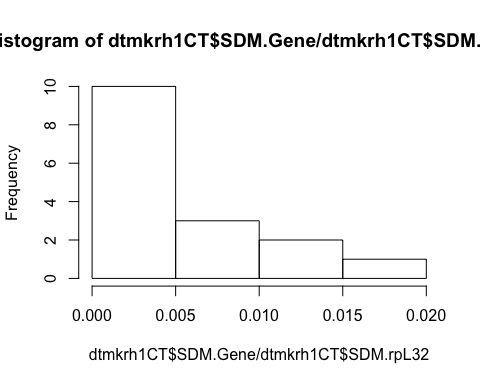 istogram of dtmkrh1CT$SDM.Gene/dtmkrh1CT$SDM.
Frequency
10
8
6
4
2
0
0.000 0.005 0.010 0.015 0.020
dtmkrh1CT$SDM.Gene/dtmkrh1CT$SDM.rpL32